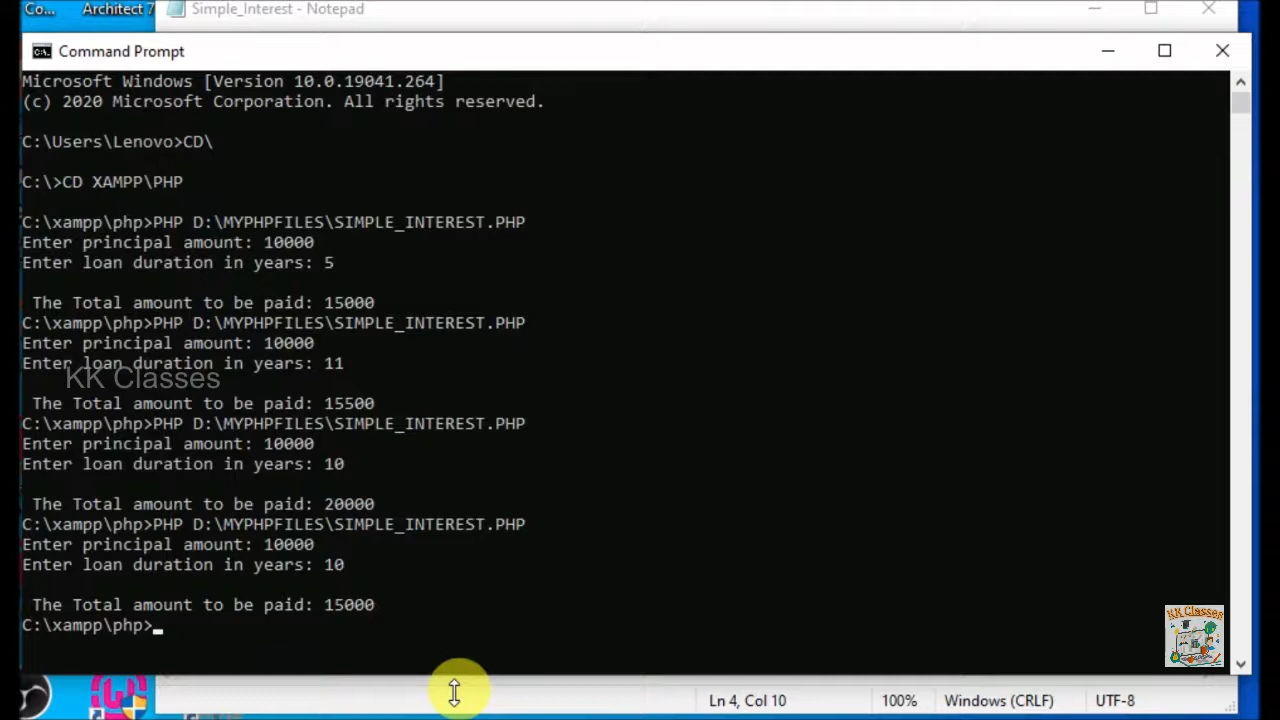 Co...
Architect 7
Simple_Interest - Notepad
Command Prompt
Microsoft Windows [Version 10.0.19041.264]
(c) 2020 Microsoft Corporation. All rights reserved.
C:\Users\Lenovo>CD\
C:\>CD XAMPP\PHP
C:\xampp\php>PHP D:\MYPHPFILES\SIMPLE_INTEREST.PHP
Enter principal amount: 10000
Enter loan duration in years: 5
The Total amount to be paid: 15000
C:\xampp\php>PHP D:\MYPHPFILES\SIMPLE_INTEREST.PHP
Enter principal amount: 10000
Enter loan duration in years: 11
KK Classes
The Total amount to be paid: 15500
C:\xampp\php>PHP D:\MYPHPFILES\SIMPLE_INTEREST.PHP
Enter principal amount: 10000
Enter loan duration in years: 10
The Total amount to be paid: 20000
C:\xampp\php>PHP D:\MYPHPFILES\SIMPLE_INTEREST.PHP
Enter principal amount: 10000
Enter loan duration in years: 10
The Total amount to be paid: 15000
C:\xampp\php>
KK Classes
Ln 4, Col 10
100%
Windows (CRLF)
UTF-8